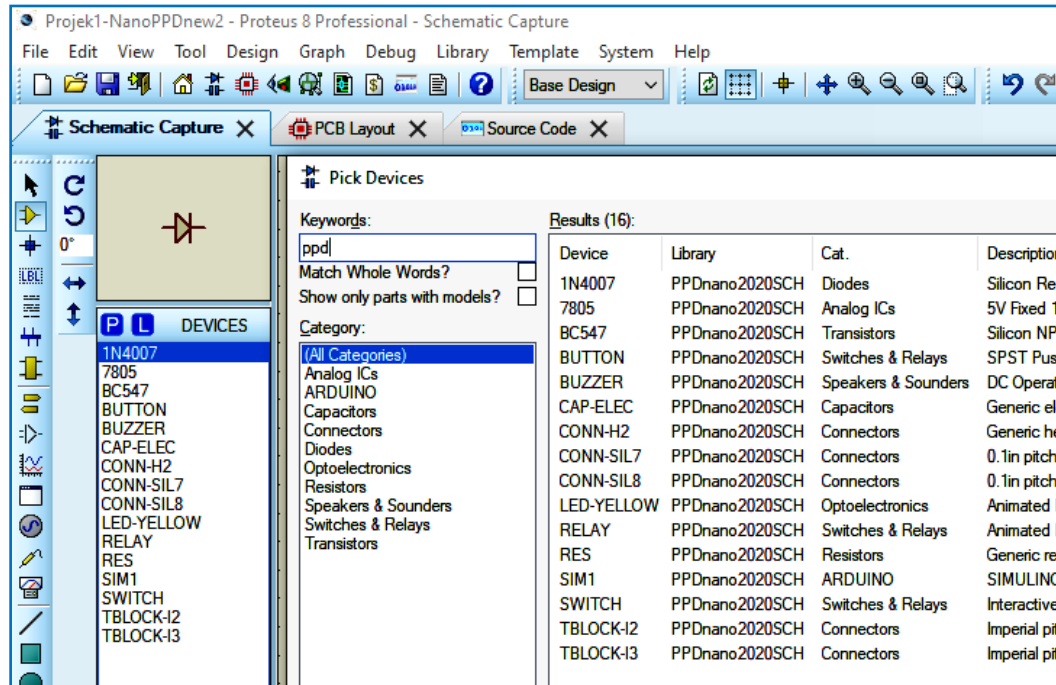 Projek1-NanoPPDnew2 - Proteus 8 Professional - Schematic Capture
File Edit View Tool Design Graph Debug Library Template System Help
Base Design
Schematic Capture PCB Layout Source Code
Pick Devices
Keywords:
ppd
Match Whole Words?
Show only parts with models?
Category:
(All Categories)
Analog ICs
ARDUINO
Capacitors
Connectors
Diodes
Optoelectronics
Resistors
Speakers & Sounders
Switches & Relays
Transistors
0°
LBL
P L DEVICES
1N4007
7805
BC547
BUTTON
BUZZER
CAP-ELEC
CONN-H2
CONN-SIL7
CONN-SIL8
LED-YELLOW
RELAY
RES
SIM1
SWITCH
TBLOCK-I2
TBLOCK-I3
Results (16):
Device Library Cat. Description
1N4007 PPDnano2020SCH Diodes Silicon Re
7805 PPDnano2020SCH Analog ICs 5V Fixed 1
BC547 PPDnano2020SCH Transistors Silicon NP
BUTTON PPDnano2020SCH Switches & Relays SPST Pus
BUZZER PPDnano2020SCH Speakers & Sounders DC Operat
CAP-ELEC PPDnano2020SCH Capacitors Generic el
CONN-H2 PPDnano2020SCH Connectors Generic he
CONN-SIL7 PPDnano2020SCH Connectors 0.1in pitch
CONN-SIL8 PPDnano2020SCH Connectors 0.1in pitch
LED-YELLOW PPDnano2020SCH Optoelectronics Animated
RELAY PPDnano2020SCH Switches & Relays Animated
RES PPDnano2020SCH Resistors Generic re
SIM1 PPDnano2020SCH ARDUINO SIMULINO
SWITCH PPDnano2020SCH Switches & Relays Interactive
TBLOCK-I2 PPDnano2020SCH Connectors Imperial pi
TBLOCK-I3 PPDnano2020SCH Connectors Imperial pi